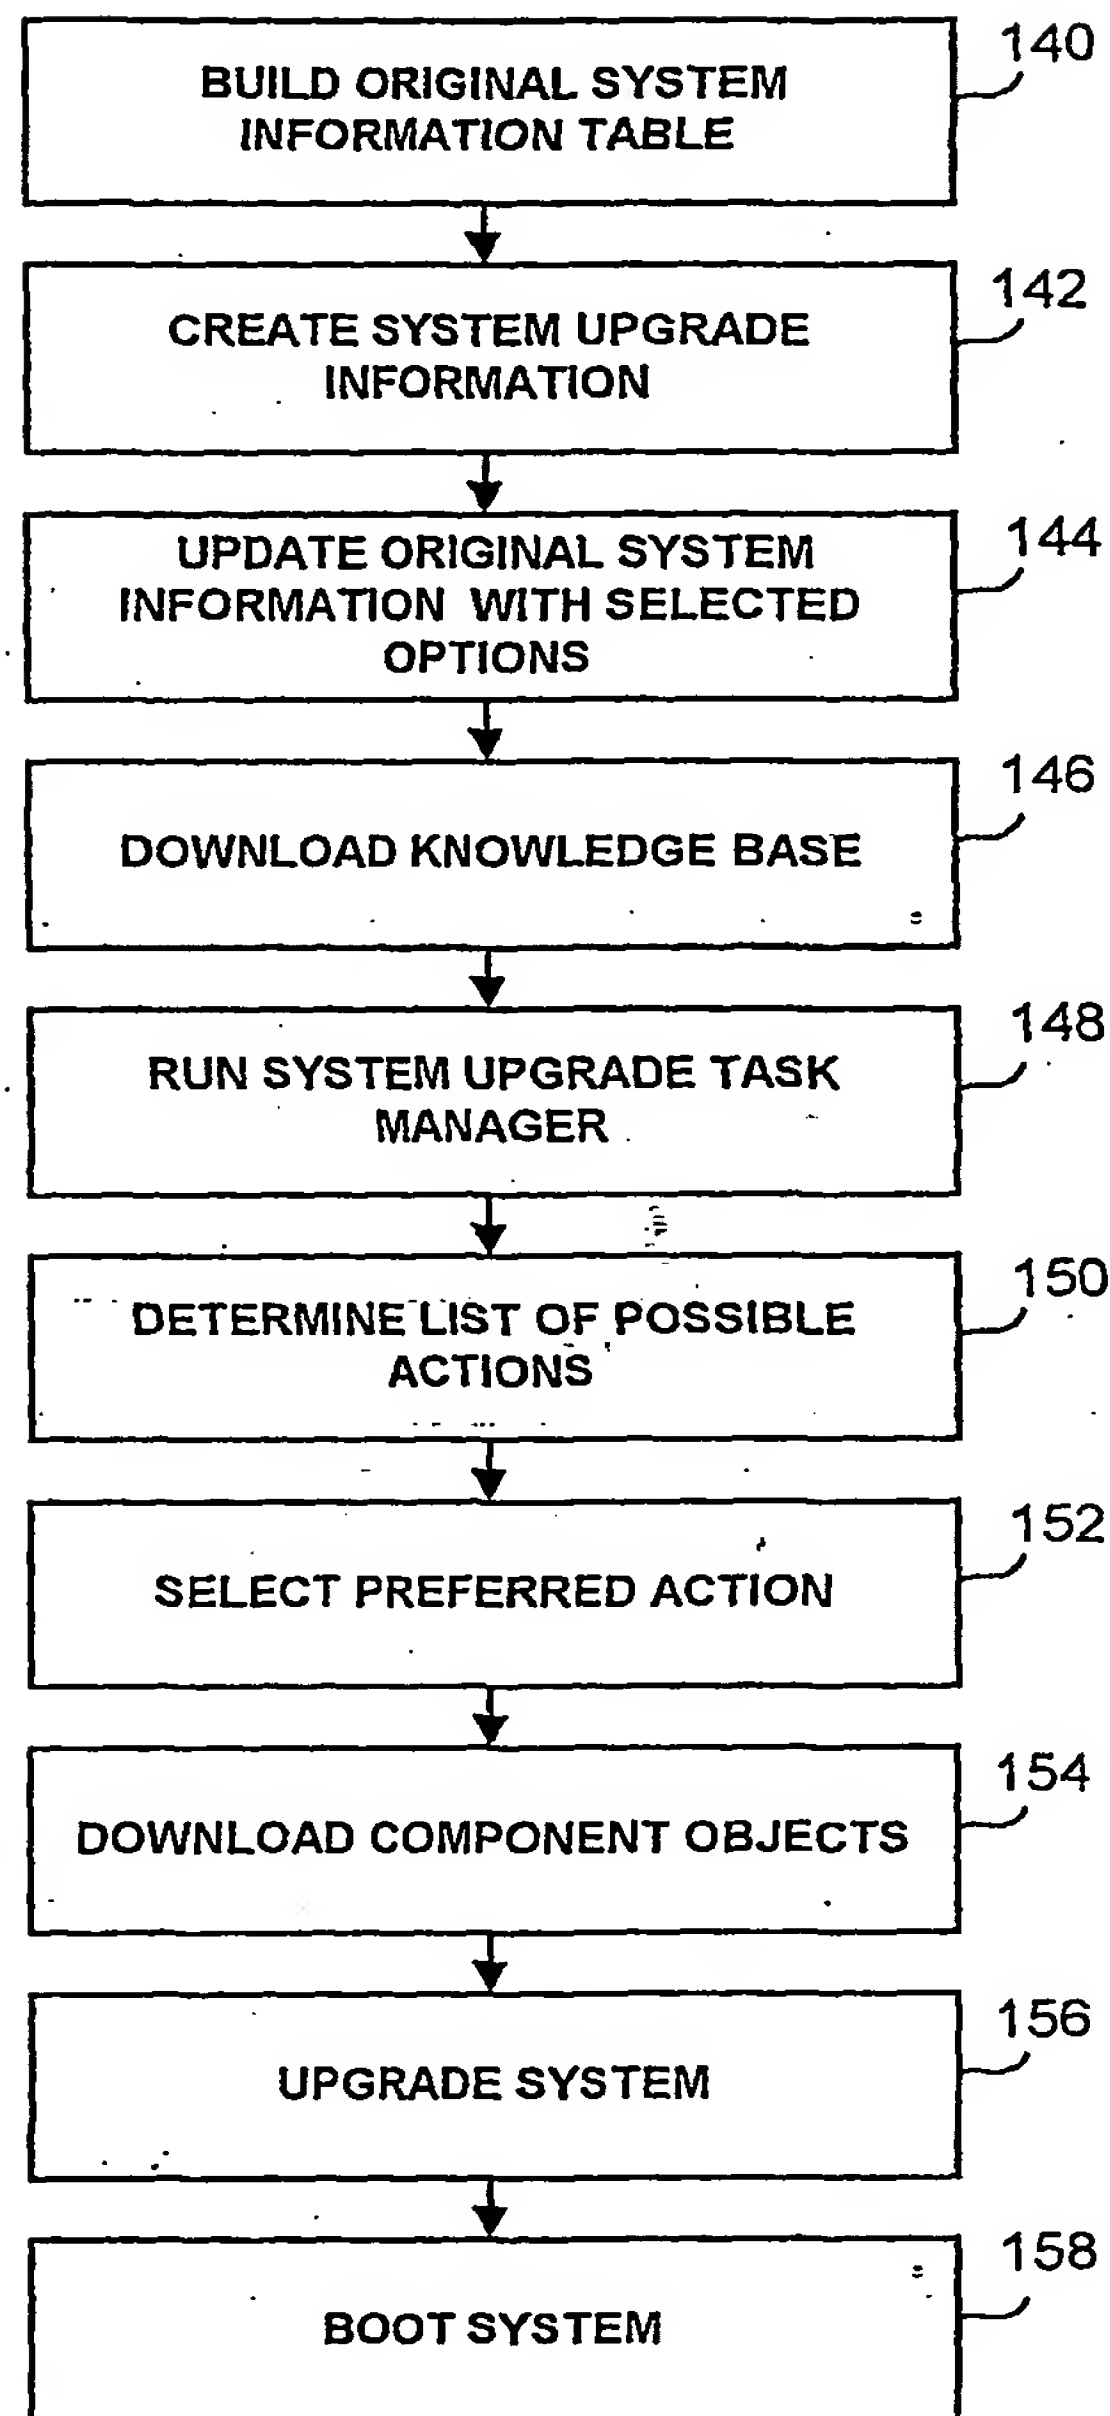 140
BUILD ORIGINAL SYSTEM
INFORMATION TABLE
142
CREATE SYSTEM UPGRADE
INFORMATION
144
UPDATE ORIGINAL SYSTEM
INFORMATION WITH SELECTED
OPTIONS
146
DOWNLOAD KNOWLEDGE BASE
148
RUN SYSTEM UPGRADE TASK
MANAGER
150
DETERMINE LIST OF POSSIBLE
ACTIONS
152
SELECT PREFERRED ACTION
154
DOWNLOAD COMPONENT OBJECTS
156
UPGRADE SYSTEM
158
BOOT SYSTEM